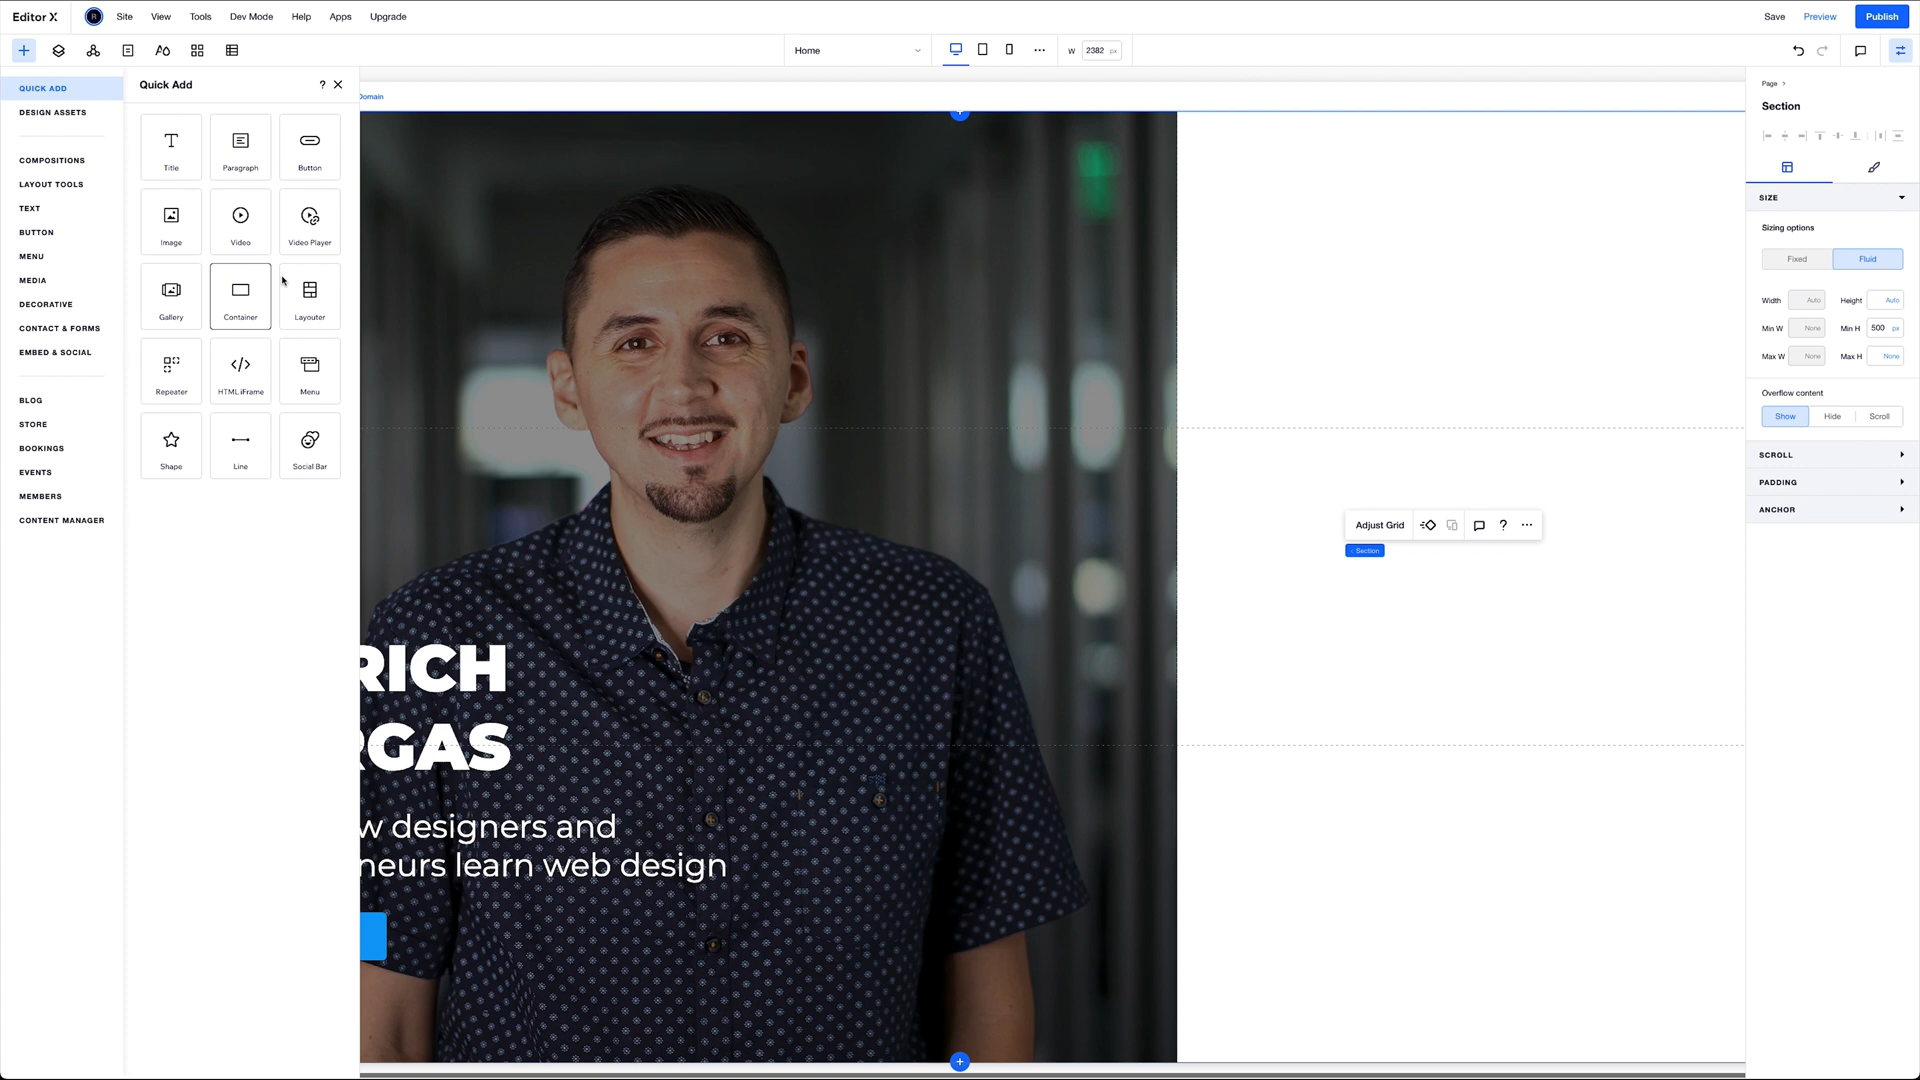 Editor X
R
Site
View
Tools
Dev Mode
Help
Apps
Upgrade
Save
Preview
Publish
Home
W
2382
px
QUICK ADD
DESIGN ASSETS
COMPOSITIONS
LAYOUT TOOLS
TEXT
BUTTON
MENU
MEDIA
DECORATIVE
CONTACT & FORMS
EMBED & SOCIAL
BLOG
STORE
BOOKINGS
EVENTS
MEMBERS
CONTENT MANAGER
Quick Add
?
Title
Paragraph
Button
Image
Video
Video Player
Gallery
Container
Layouter
Repeater
HTML iFrame
Menu
Shape
Line
Social Bar
Domain
RICH
RGAS
w designers and
neurs learn web design
Adjust Grid
?
Section
Page
Section
SIZE
Sizing options
Fixed
Fluid
Width
Auto
Height
Auto
Min W
None
Min H
500
px
Max W
None
Max H
None
Overflow content
Show
Hide
Scroll
SCROLL
PADDING
ANCHOR